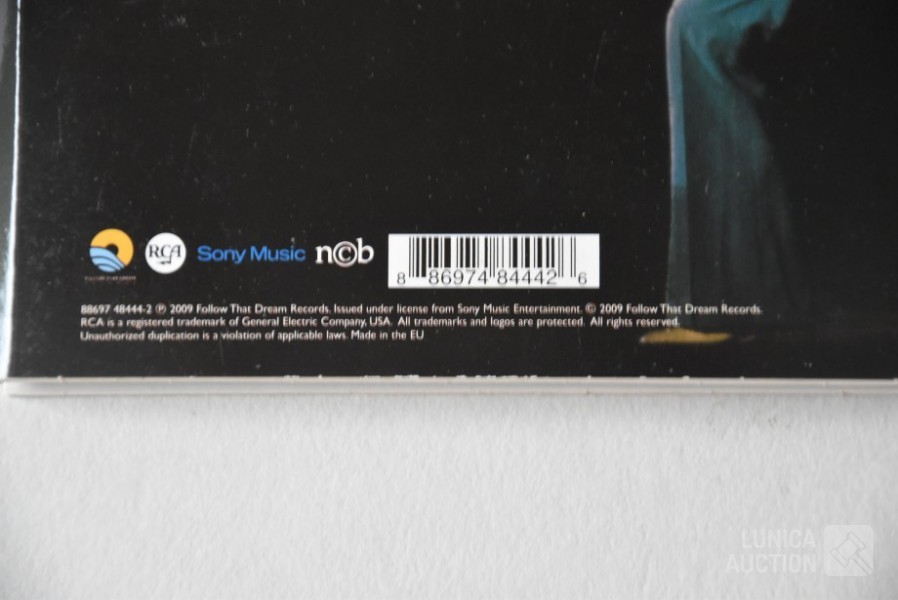 RCA
Sony Music
ncb
8 86974 84442 6
88697 48444-2 ℗ 2009 Follow That Dream Records. Issued under license from Sony Music Entertainment. © 2009 Follow That Dream Records.
RCA is a registered trademark of General Electric Company, USA. All trademarks and logos are protected. All rights reserved.
Unauthorized duplication is a violation of applicable laws. Made in the EU
LUNICA
AUCTION